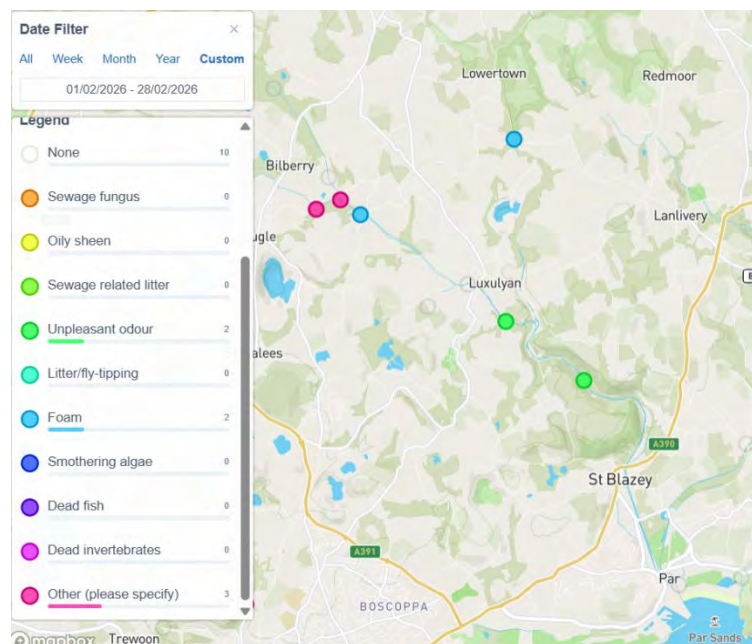 Date Filter ×
All Week Month Year Custom
01/02/2026 - 28/02/2026
Legend
None 10
Sewage fungus 0
Oily sheen 0
Sewage related litter 0
Unpleasant odour 2
Litter/fly-tipping 0
Foam 2
Smothering algae 0
Dead fish 0
Dead invertebrates 0
Other (please specify) 3
mapbox
Lowertown
Redmoor
Bilberry
Lanlivery
ugle
Luxulyan
alees
A390
St Blazey
A391
Par
BOSCOPPA
Trewoon
Par Sands